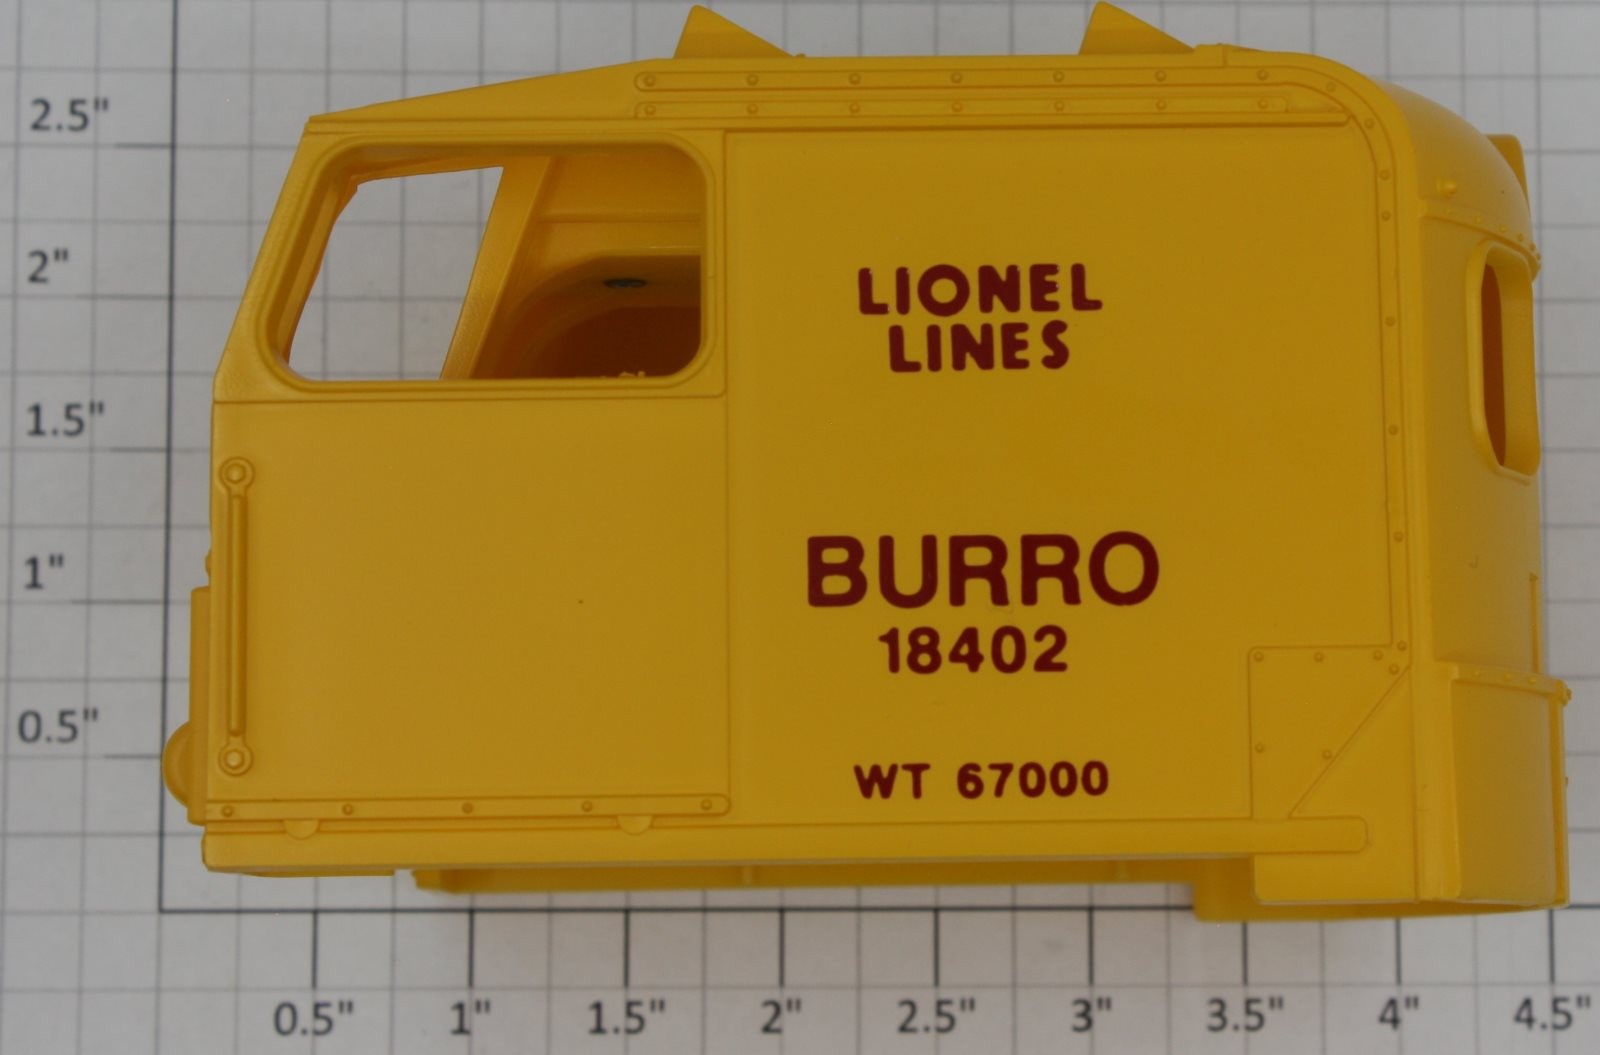 2.5"
2"
1.5"
1"
0.5"
LIONEL
LINES
BURRO
18402
WT 67000
0.5" 1" 1.5" 2" 2.5" 3" 3.5" 4" 4.5"